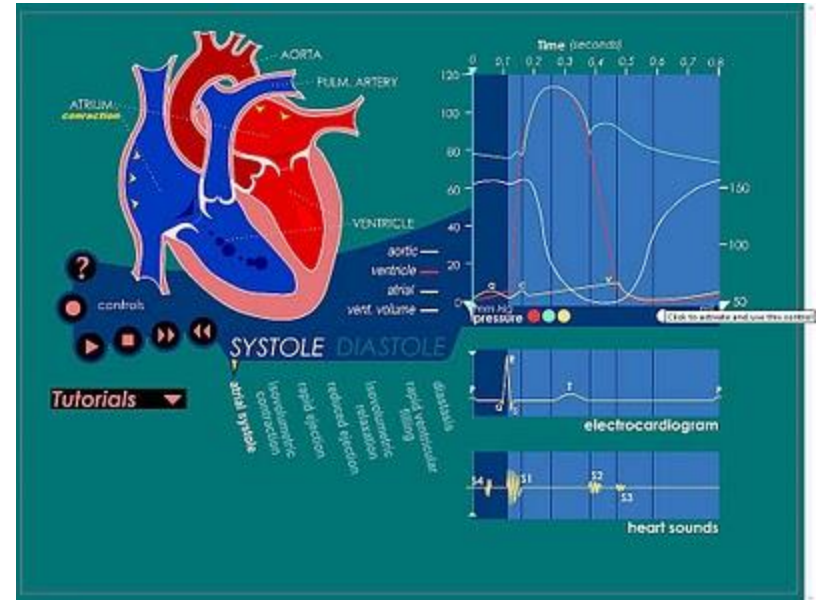 AORTA
PULM. ARTERY
ATRIUM
conraction
VENTRICLE
aortic
ventricle
atrial
vent. volume
?
controls
SYSTOLE DIASTOLE
Tutorials
atrial systole
isovolumetric
contraction
rapid ejection
reduced ejection
isovolumetric
relaxation
rapid ventricular
filling
diastasis
Time (seconds)
0 0.1 0.2 0.3 0.4 0.5 0.6 0.7 0.8
120
100
80
60
40
20
0
150
100
50
a c v
mm Hg
pressure
Click to activate and use this control
P Q R S T P
electrocardiogram
S4 S1 S2 S3
heart sounds